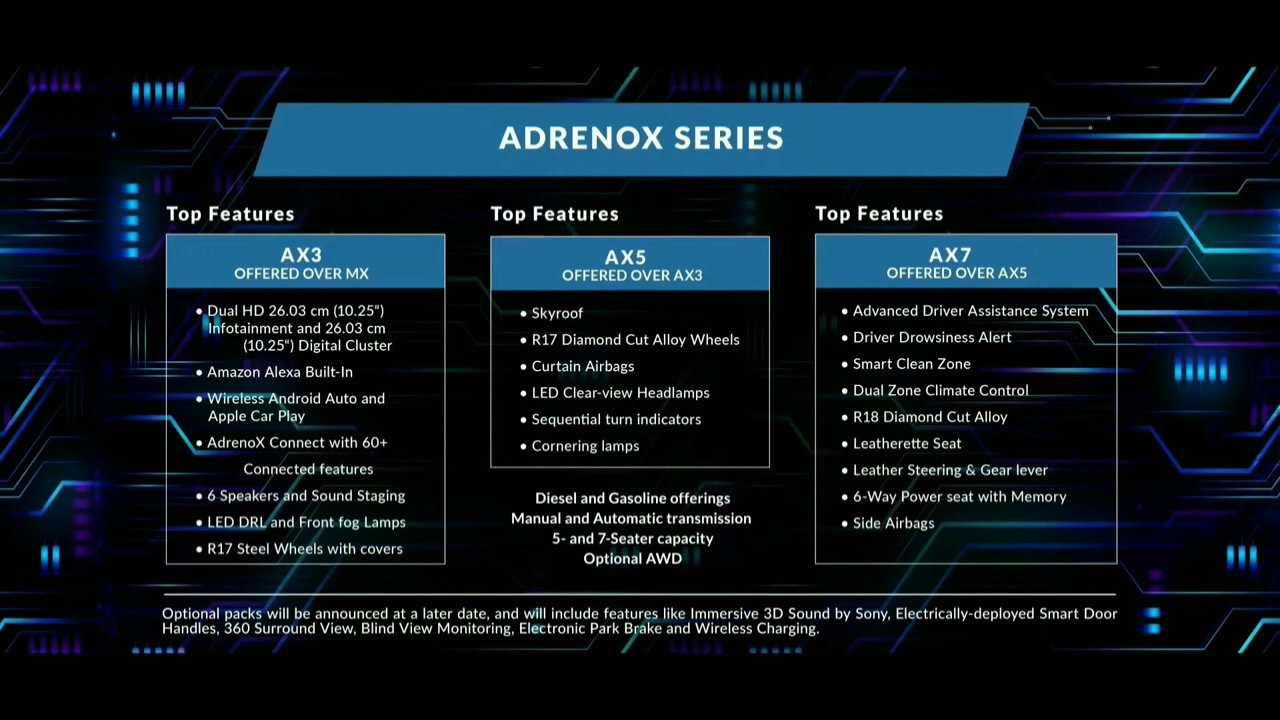 ADRENOX SERIES
Top Features
AX3
OFFERED OVER MX
• Dual HD 26.03 cm (10.25“)
Infotainment and 26.03 cm
(10.25“) Digital Cluster
• Amazon Alexa Built-In
• Wireless Android Auto and
Apple Car Play
• AdrenoX Connect with 60+
Connected features
• 6 Speakers and Sound Staging
• LED DRL and Front fog Lamps
• R17 Steel Wheels with covers
Top Features
AX5
OFFERED OVER AX3
• Skyroof
• R17 Diamond Cut Alloy Wheels
• Curtain Airbags
• LED Clear-view Headlamps
• Sequential turn indicators
• Cornering lamps
Diesel and Gasoline offerings
Manual and Automatic transmission
5- and 7-Seater capacity
Optional AWD
Top Features
AX7
OFFERED OVER AX5
• Advanced Driver Assistance System
• Driver Drowsiness Alert
• Smart Clean Zone
• Dual Zone Climate Control
• R18 Diamond Cut Alloy
• Leatherette Seat
• Leather Steering & Gear lever
• 6-Way Power seat with Memory
• Side Airbags
Optional packs will be announced at a later date, and will include features like Immersive 3D Sound by Sony, Electrically-deployed Smart Door
Handles, 360 Surround View, Blind View Monitoring, Electronic Park Brake and Wireless Charging.